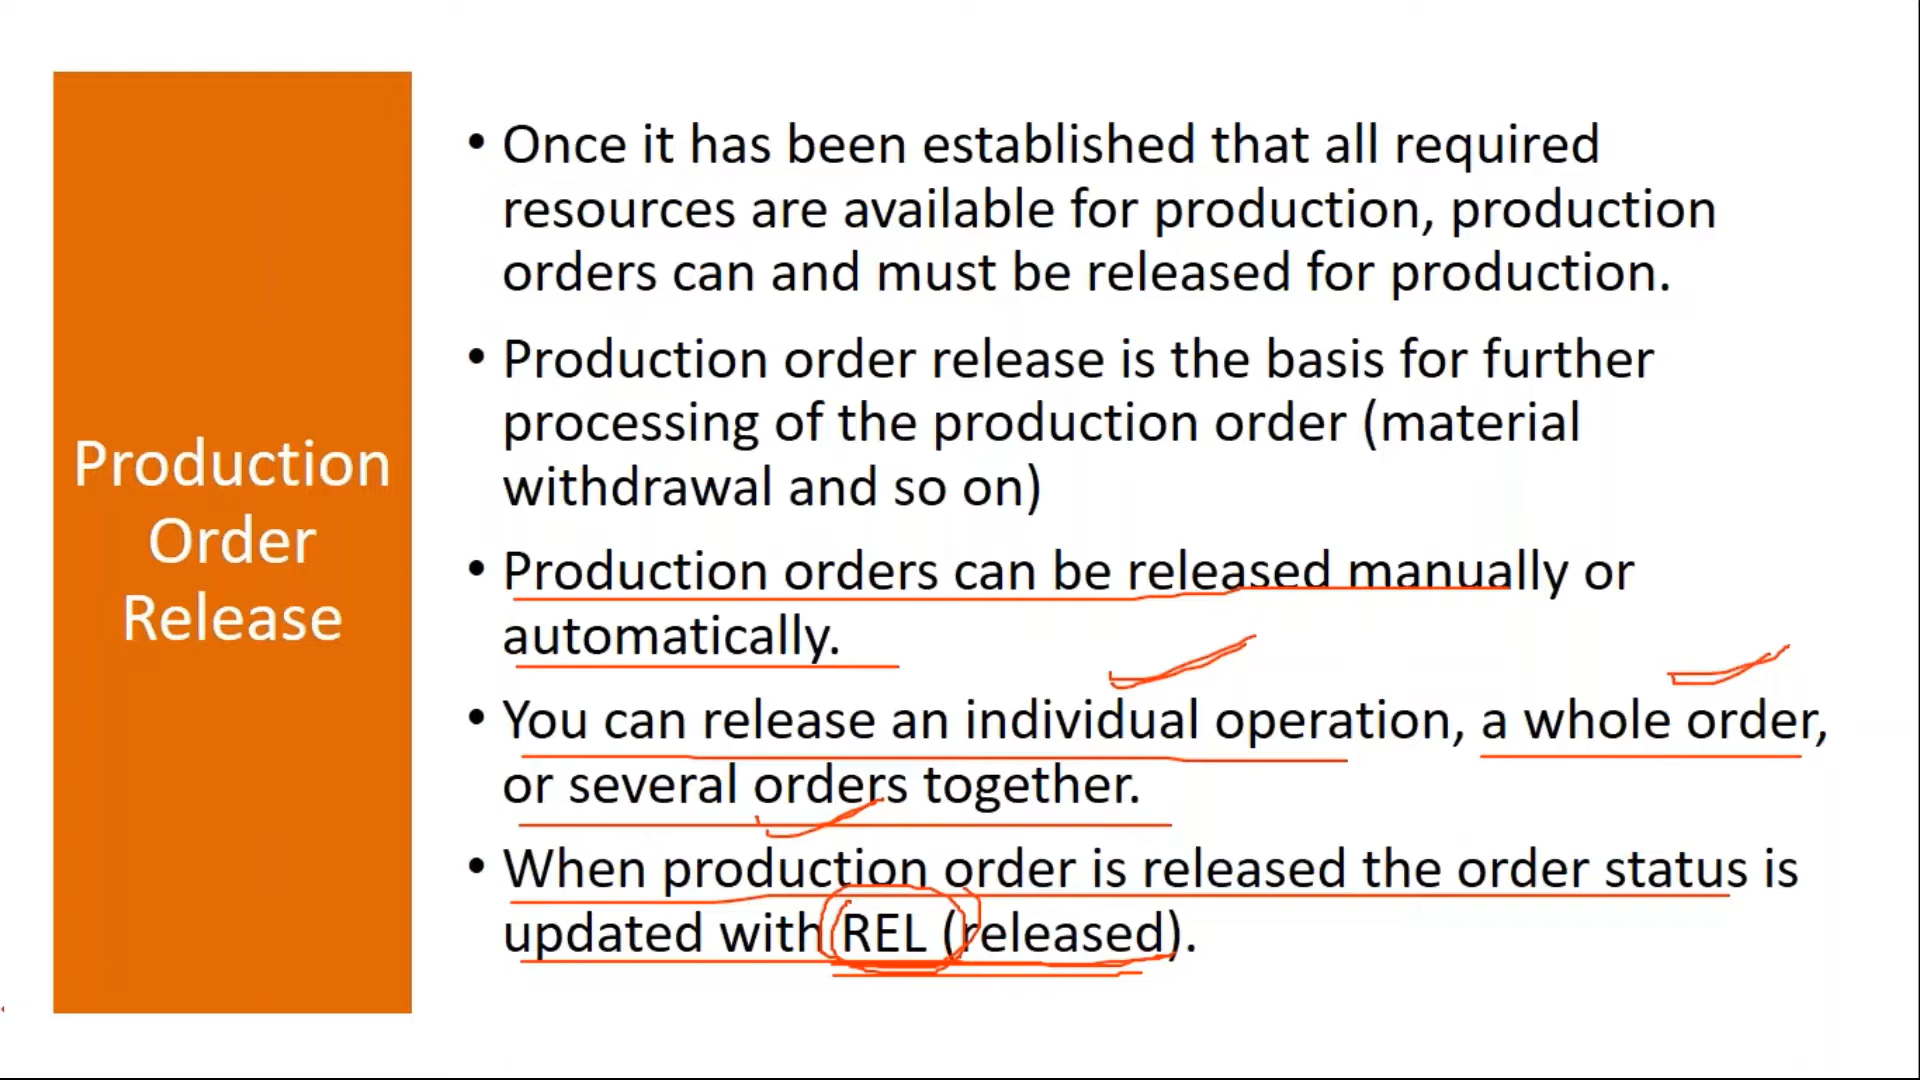 Production
Order
Release
• Once it has been established that all required
resources are available for production, production
orders can and must be released for production.
• Production order release is the basis for further
processing of the production order (material
withdrawal and so on)
• Production orders can be released manually or
automatically.
• You can release an individual operation, a whole order,
or several orders together.
• When production order is released the order status is
updated with REL (released).